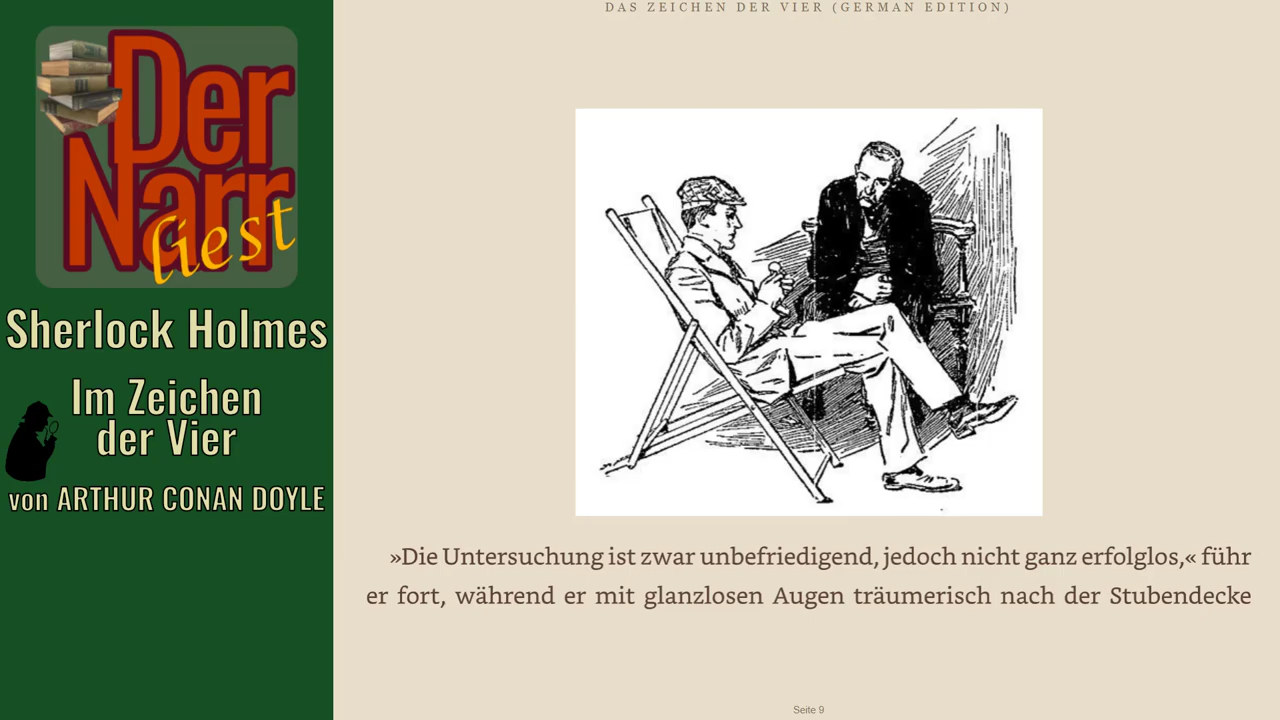 Der
Narr
liest
Sherlock Holmes
Im Zeichen
der Vier
von ARTHUR CONAN DOYLE
DAS ZEICHEN DER VIER (GERMAN EDITION)
»Die Untersuchung ist zwar unbefriedigend, jedoch nicht ganz erfolglos,« führ
er fort, während er mit glanzlosen Augen träumerisch nach der Stubendecke
Seite 9